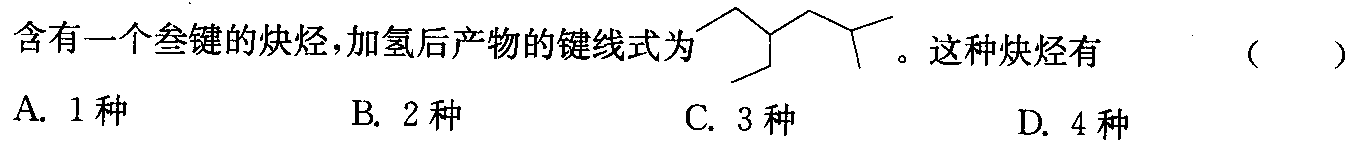 含有一个叁键的炔烃,加氢后产物的键线式为。这种炔烃有 ( )
A. 1 种 B. 2 种 C. 3 种 D. 4 种